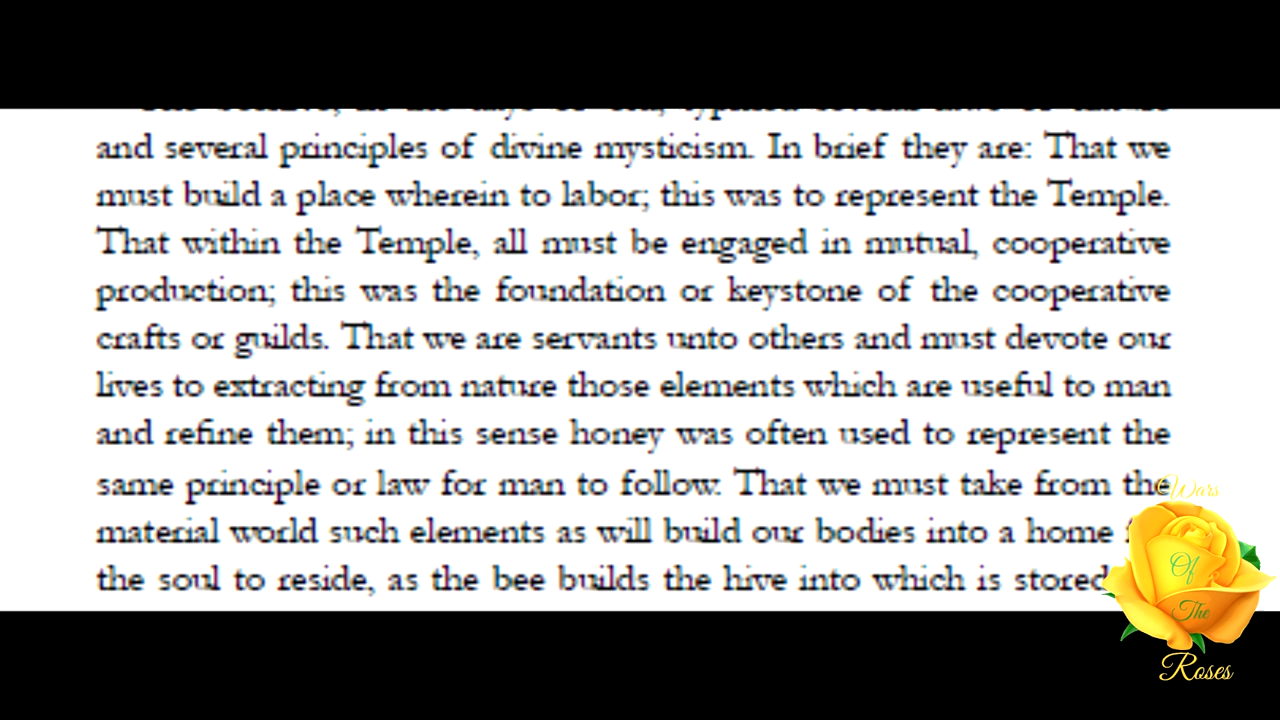 and several principles of divine mysticism. In brief they are: That we
must build a place wherein to labor; this was to represent the Temple.
That within the Temple, all must be engaged in mutual, cooperative
production; this was the foundation or keystone of the cooperative
crafts or guilds. That we are servants unto others and must devote our
lives to extracting from nature those elements which are useful to man
and refine them; in this sense honey was often used to represent the
same principle or law for man to follow. That we must take from the
material world such elements as will build our bodies into a home
the soul to reside, as the bee builds the hive into which is stored
Wars
Of
The
Roses